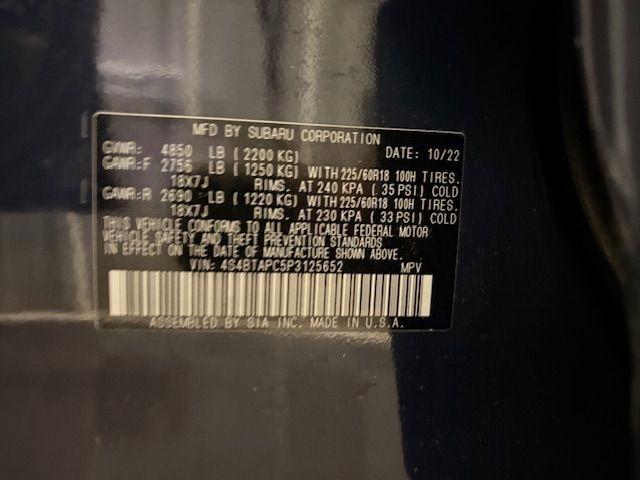 MFD BY SUBARU CORPORATION
GVWR: 4850 LB ( 2200 KG) DATE: 10/22
GAWR:F 2756 LB ( 1250 KG) WITH 225/60R18 100H TIRES.
18X7J RIMS. AT 240 KPA ( 35 PSI) COLD
GAWR:R 2690 LB ( 1220 KG) WITH 225/60R18 100H TIRES.
18X7J RIMS. AT 230 KPA ( 33 PSI) COLD
THIS VEHICLE CONFORMS TO ALL APPLICABLE FEDERAL MOTOR
VEHICLE SAFETY AND THEFT PREVENTION STANDARDS
IN EFFECT ON THE DATE OF MANUFACTURE SHOWN ABOVE.
VIN: 4S4BTAPC5P3125652 MPV
ASSEMBLED BY SIA INC. MADE IN U.S.A.